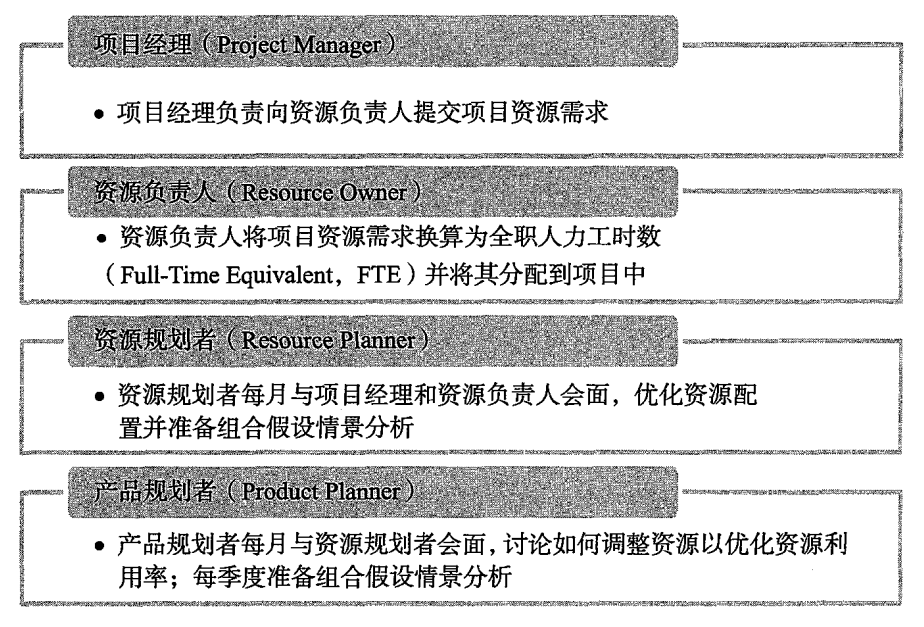 项目经理（Project Manager）
• 项目经理负责向资源负责人提交项目资源需求
资源负责人（Resource Owner）
• 资源负责人将项目资源需求换算为全职人力工时数
（Full-Time Equivalent，FTE）并将其分配到项目中
资源规划者（Resource Planner）
• 资源规划者每月与项目经理和资源负责人会面，优化资源配
置并准备组合假设情景分析
产品规划者（Product Planner）
• 产品规划者每月与资源规划者会面，讨论如何调整资源以优化资源利
用率；每季度准备组合假设情景分析